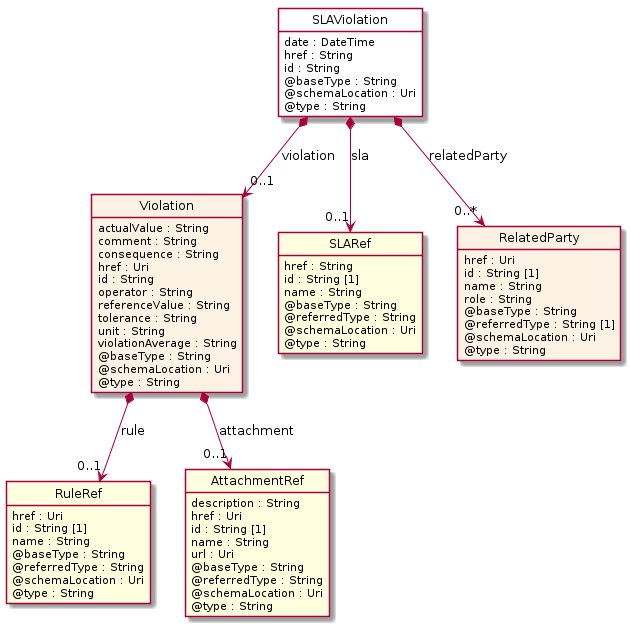 SLAViolation
date : DateTime
href : String
id : String
@baseType : String
@schemaLocation : Uri
@type : String
violation
sla
relatedParty
0..1
0..1
0..*
Violation
actualValue : String
comment : String
consequence : String
href : Uri
id : String
operator : String
referenceValue : String
tolerance : String
unit : String
violationAverage : String
@baseType : String
@schemaLocation : Uri
@type : String
SLARef
href : String
id : String [1]
name : String
@baseType : String
@referredType : String
@schemaLocation : Uri
@type : String
RelatedParty
href : Uri
id : String [1]
name : String
role : String
@baseType : String
@referredType : String [1]
@schemaLocation : Uri
@type : String
rule
attachment
0..1
0..1
RuleRef
href : Uri
id : String [1]
name : String
@baseType : String
@referredType : String
@schemaLocation : Uri
@type : String
AttachmentRef
description : String
href : Uri
id : String [1]
name : String
url : Uri
@baseType : String
@referredType : String
@schemaLocation : Uri
@type : String